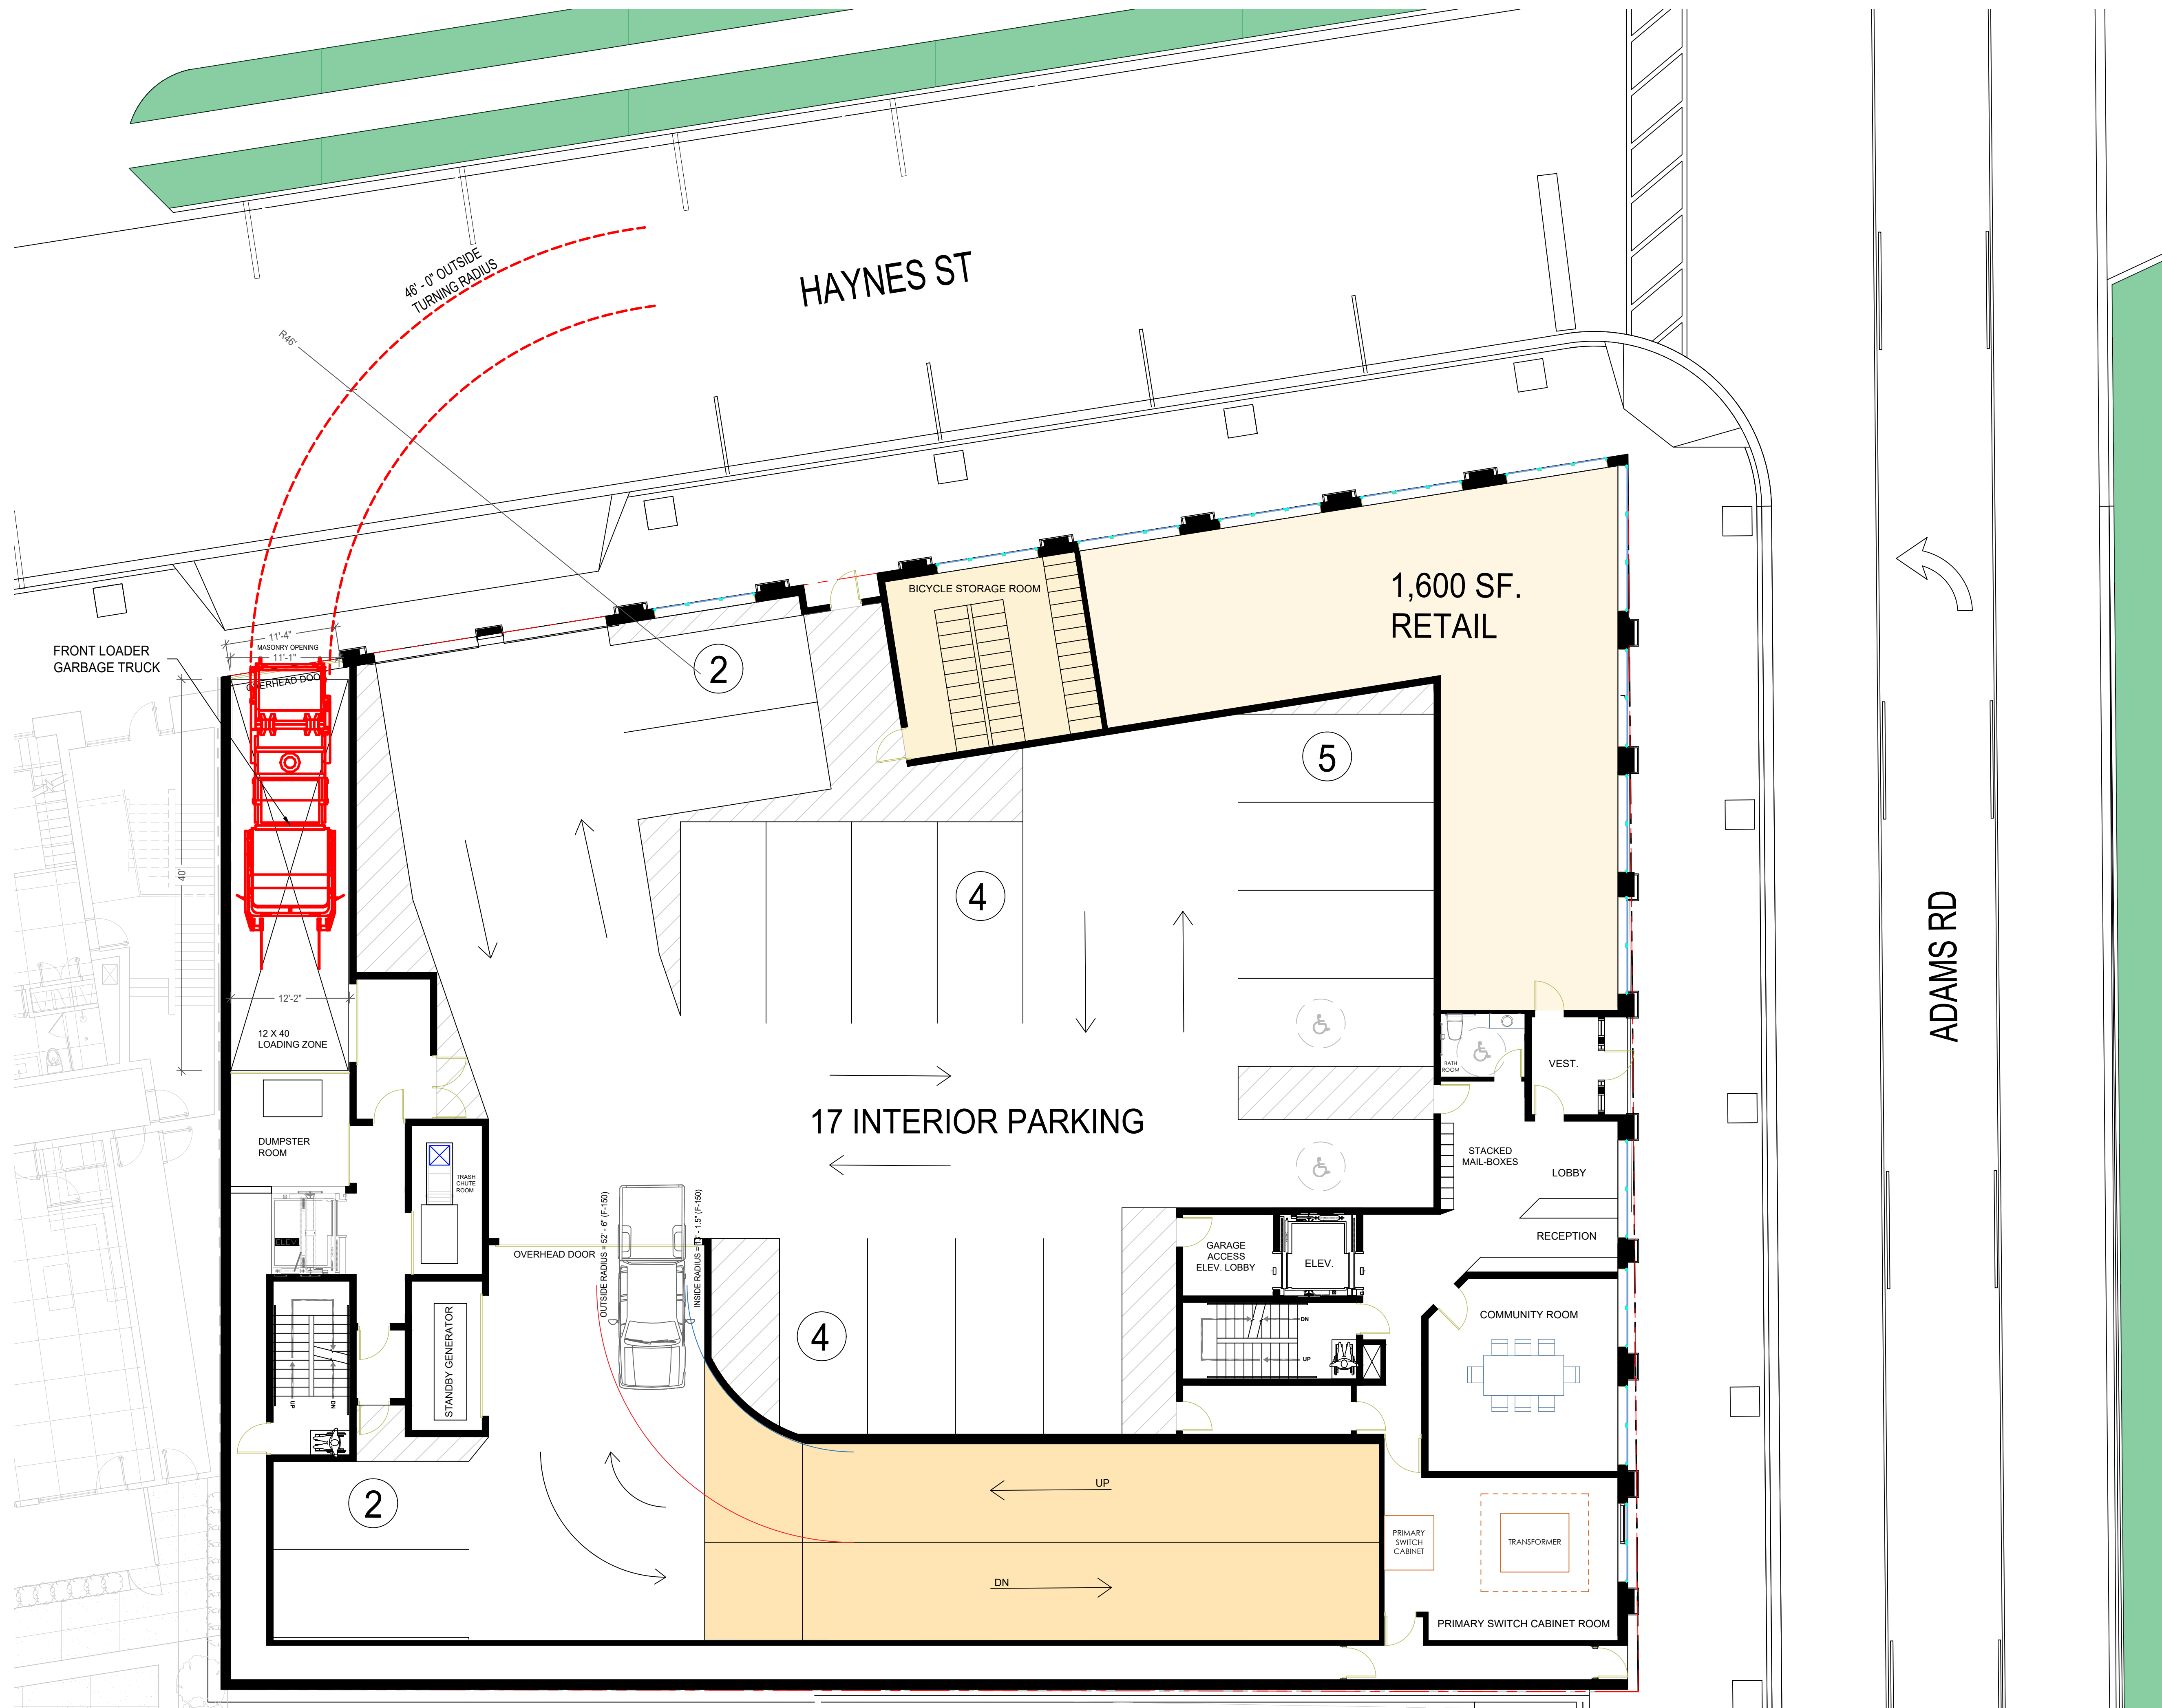 46' - 0" OUTSIDE
TURNING RADIUS
HAYNES ST
R46'
ADAMS RD
11'-4"
MASONRY OPENING
11'-1"
OVERHEAD DOOR
FRONT LOADER
GARBAGE TRUCK
40'
12'-2"
12 X 40
LOADING ZONE
2
BICYCLE STORAGE ROOM
1,600 SF.
RETAIL
5
4
17 INTERIOR PARKING
BATH
ROOM
VEST.
STACKED
MAIL-BOXES
LOBBY
RECEPTION
DUMPSTER
ROOM
TRASH
CHUTE
ROOM
ELEV.
OVERHEAD DOOR
OUTSIDE RADIUS = 52' - 6" (F-150)
GARAGE
ACCESS
ELEV. LOBBY
ELEV.
DN
UP
COMMUNITY ROOM
STANDBY GENERATOR
4
UP
DN
2
UP
DN
PRIMARY
SWITCH
CABINET
TRANSFORMER
PRIMARY SWITCH CABINET ROOM